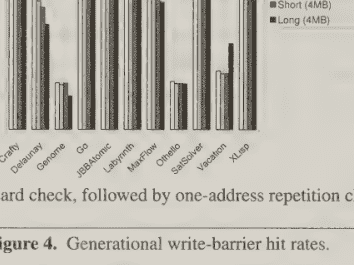 Short (4MB)
Long (4MB)
Crafty
Delaunay
Genome
Go
JBBAtomic
Labyrinth
MaxFlow
Othello
SatSolver
Vacation
XLisp
ard check, followed by one-address repetition c
igure 4. Generational write-barrier hit rates.